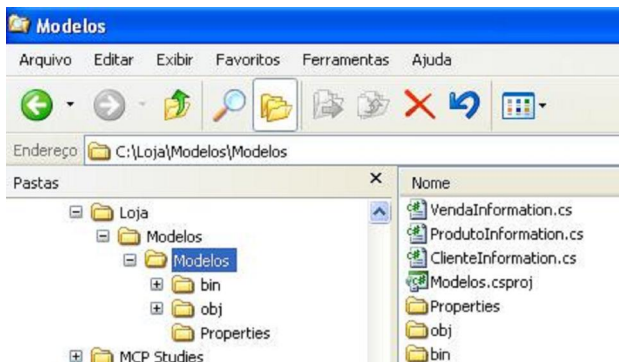 Modelos
Arquivo Editar Exibir Favoritos Ferramentas Ajuda
Endereço C:\Loja\Modelos\Modelos
Pastas
Loja
Modelos
Modelos
bin
obj
Properties
MCP Studies
Nome
VendaInformation.cs
ProdutoInformation.cs
ClienteInformation.cs
Modelos.csproj
Properties
obj
bin